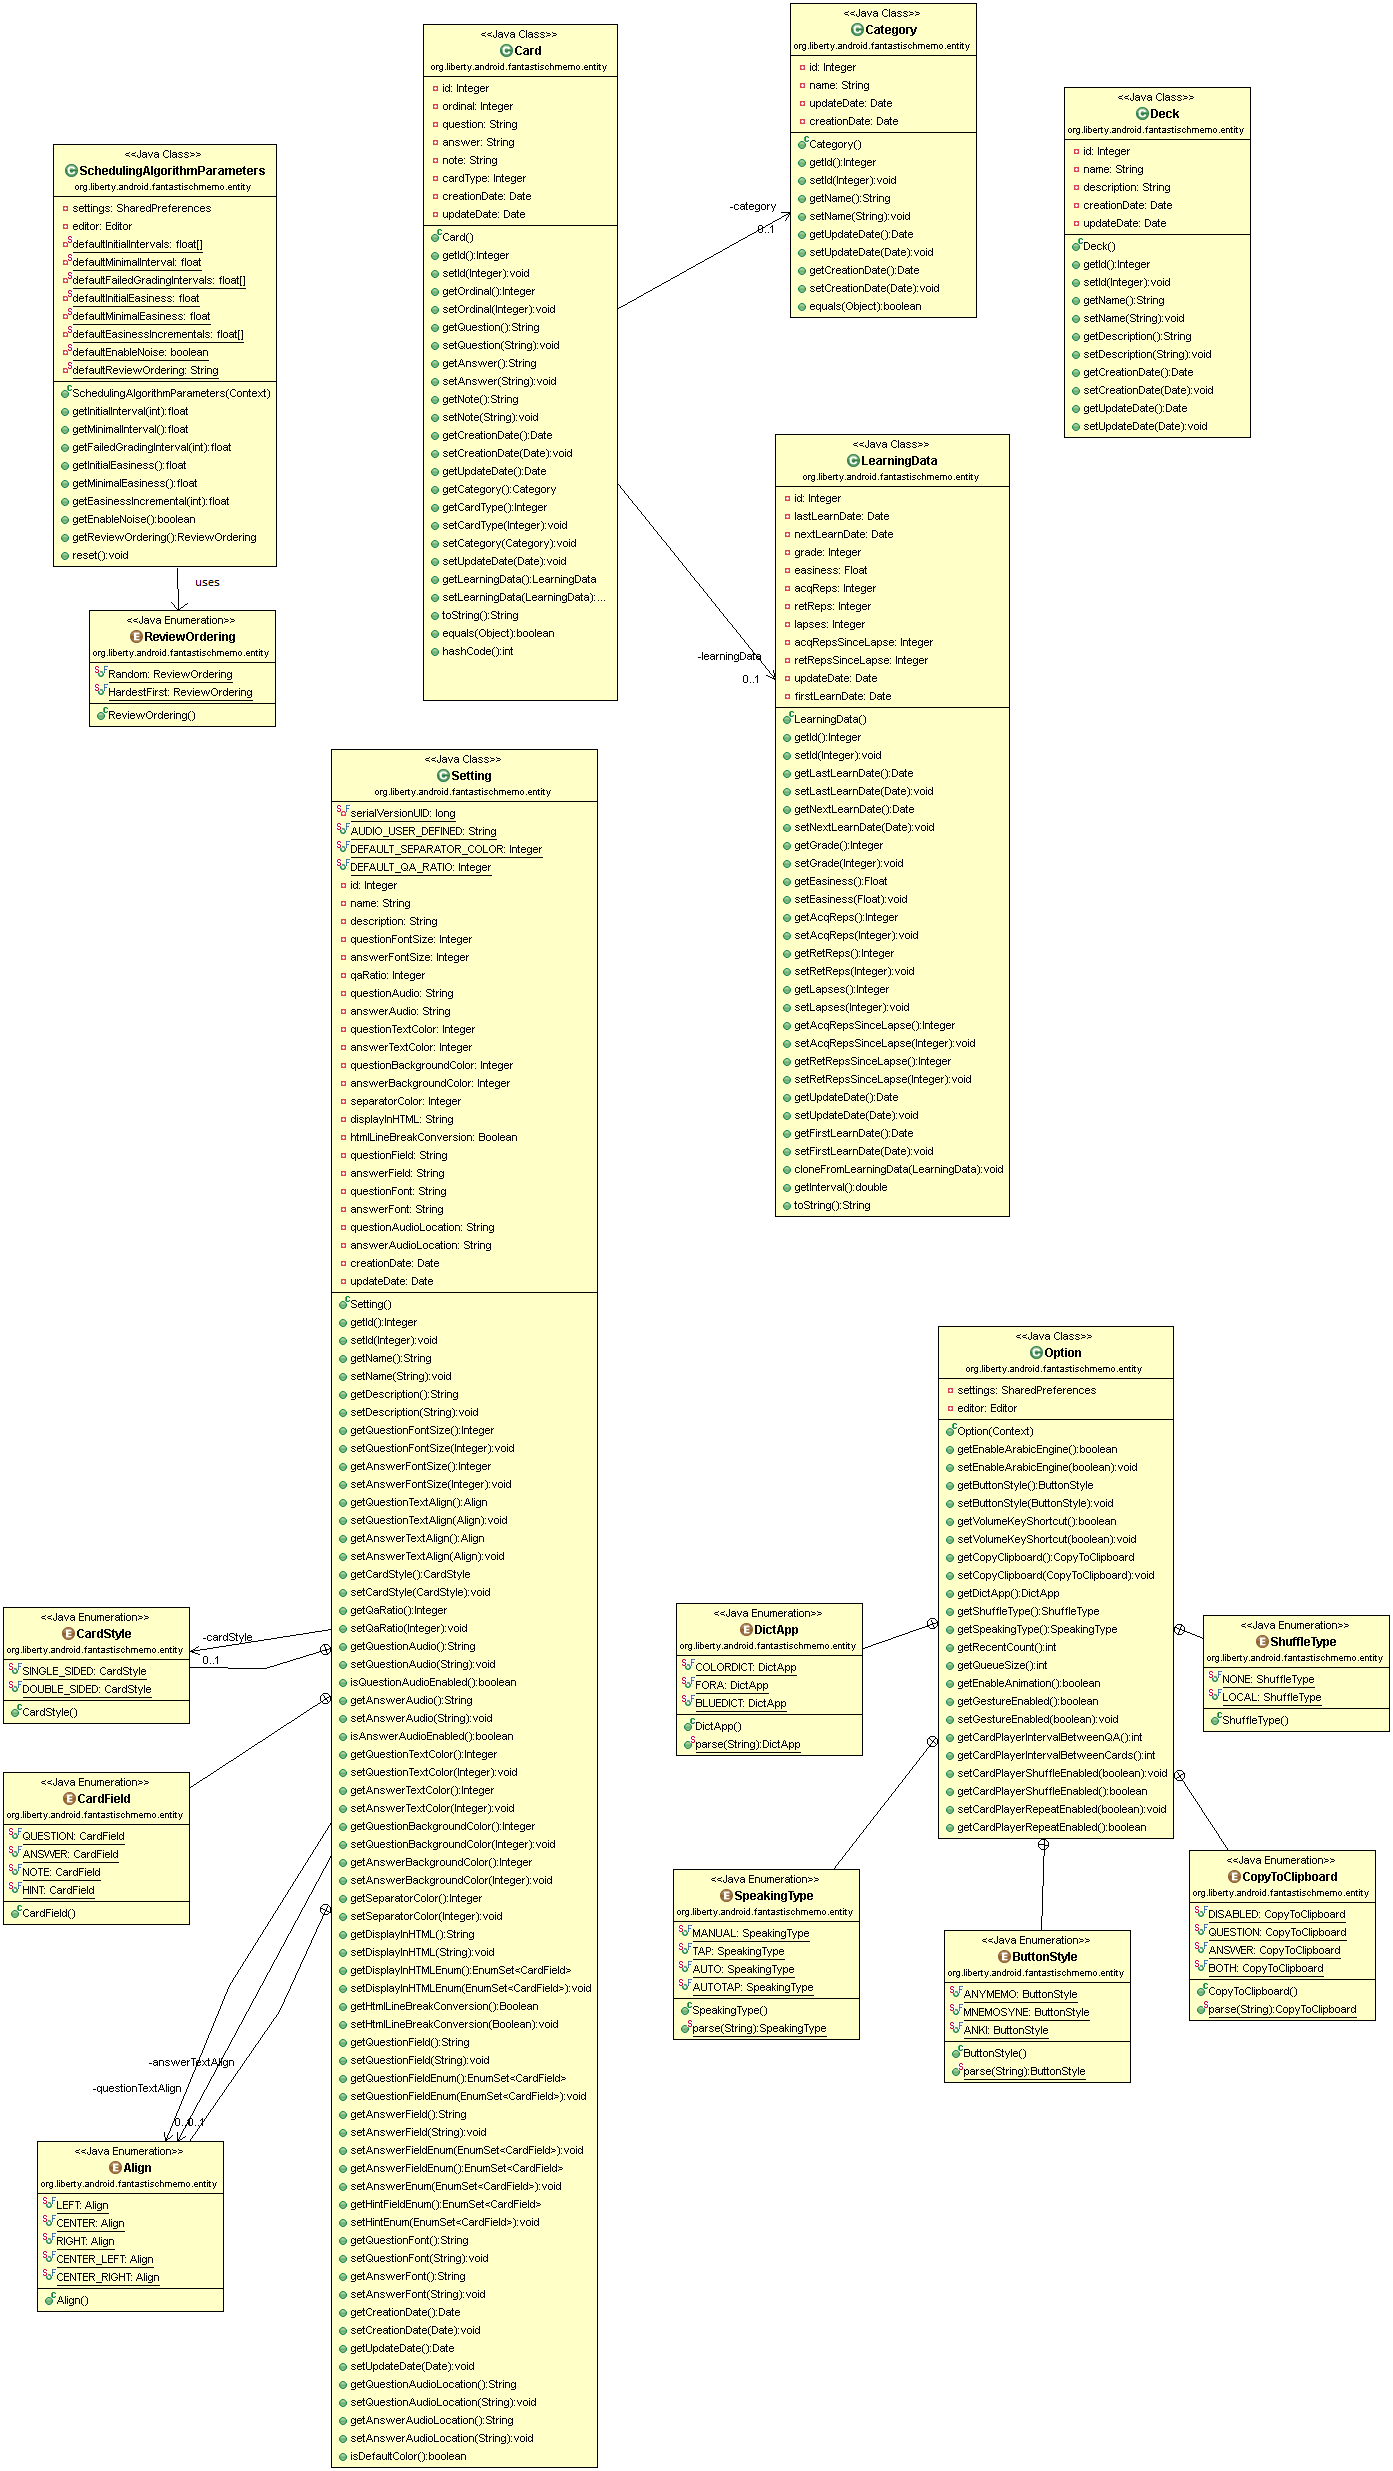 <<Java Class>>
Card
org.liberty.android.fantastischmemo.entity
id: Integer
ordinal: Integer
question: String
answer: String
note: String
cardType: Integer
creationDate: Date
updateDate: Date
Card()
getId():Integer
setId(Integer):void
getOrdinal():Integer
setOrdinal(Integer):void
getQuestion():String
setQuestion(String):void
getAnswer():String
setAnswer(String):void
getNote():String
setNote(String):void
getCreationDate():Date
setCreationDate(Date):void
getUpdateDate():Date
getCategory():Category
getCardType():Integer
setCardType(Integer):void
setCategory(Category):void
setUpdateDate(Date):void
getLearningData():LearningData
setLearningData(LearningData):...
toString():String
equals(Object):boolean
hashCode():int
-category
0..1
-learningData
0..1
<<Java Class>>
Category
org.liberty.android.fantastischmemo.entity
id: Integer
name: String
updateDate: Date
creationDate: Date
Category()
getId():Integer
setId(Integer):void
getName():String
setName(String):void
getUpdateDate():Date
setUpdateDate(Date):void
getCreationDate():Date
setCreationDate(Date):void
equals(Object):boolean
<<Java Class>>
Deck
org.liberty.android.fantastischmemo.entity
id: Integer
name: String
description: String
creationDate: Date
updateDate: Date
Deck()
getId():Integer
setId(Integer):void
getName():String
setName(String):void
getDescription():String
setDescription(String):void
getCreationDate():Date
setCreationDate(Date):void
getUpdateDate():Date
setUpdateDate(Date):void
<<Java Class>>
SchedulingAlgorithmParameters
org.liberty.android.fantastischmemo.entity
settings: SharedPreferences
editor: Editor
defaultInitialIntervals: float[]
defaultMinimalInterval: float
defaultFailedGradingIntervals: float[]
defaultInitialEasiness: float
defaultMinimalEasiness: float
defaultEasinessIncrementals: float[]
defaultEnableNoise: boolean
defaultReviewOrdering: String
SchedulingAlgorithmParameters(Context)
getInitialInterval(int):float
getMinimalInterval():float
getFailedGradingInterval(int):float
getInitialEasiness():float
getMinimalEasiness():float
getEasinessIncremental(int):float
getEnableNoise():boolean
getReviewOrdering():ReviewOrdering
reset():void
uses
<<Java Enumeration>>
ReviewOrdering
org.liberty.android.fantastischmemo.entity
Random: ReviewOrdering
HardestFirst: ReviewOrdering
ReviewOrdering()
<<Java Class>>
LearningData
org.liberty.android.fantastischmemo.entity
id: Integer
lastLearnDate: Date
nextLearnDate: Date
grade: Integer
easiness: Float
acqReps: Integer
retReps: Integer
lapses: Integer
acqRepsSinceLapse: Integer
retRepsSinceLapse: Integer
updateDate: Date
firstLearnDate: Date
LearningData()
getId():Integer
setId(Integer):void
getLastLearnDate():Date
setLastLearnDate(Date):void
getNextLearnDate():Date
setNextLearnDate(Date):void
getGrade():Integer
setGrade(Integer):void
getEasiness():Float
setEasiness(Float):void
getAcqReps():Integer
setAcqReps(Integer):void
getRetReps():Integer
setRetReps(Integer):void
getLapses():Integer
setLapses(Integer):void
getAcqRepsSinceLapse():Integer
setAcqRepsSinceLapse(Integer):void
getRetRepsSinceLapse():Integer
setRetRepsSinceLapse(Integer):void
getUpdateDate():Date
setUpdateDate(Date):void
getFirstLearnDate():Date
setFirstLearnDate(Date):void
cloneFromLearningData(LearningData):void
getInterval():double
toString():String
<<Java Class>>
Setting
org.liberty.android.fantastischmemo.entity
serialVersionUID: long
AUDIO_USER_DEFINED: String
DEFAULT_SEPARATOR_COLOR: Integer
DEFAULT_QA_RATIO: Integer
id: Integer
name: String
description: String
questionFontSize: Integer
answerFontSize: Integer
qaRatio: Integer
questionAudio: String
answerAudio: String
questionTextColor: Integer
answerTextColor: Integer
questionBackgroundColor: Integer
answerBackgroundColor: Integer
separatorColor: Integer
displayInHTML: String
htmlLineBreakConversion: Boolean
questionField: String
answerField: String
questionFont: String
answerFont: String
questionAudioLocation: String
answerAudioLocation: String
creationDate: Date
updateDate: Date
Setting()
getId():Integer
setId(Integer):void
getName():String
setName(String):void
getDescription():String
setDescription(String):void
getQuestionFontSize():Integer
setQuestionFontSize(Integer):void
getAnswerFontSize():Integer
setAnswerFontSize(Integer):void
getQuestionTextAlign():Align
setQuestionTextAlign(Align):void
getAnswerTextAlign():Align
setAnswerTextAlign(Align):void
getCardStyle():CardStyle
setCardStyle(CardStyle):void
getQaRatio():Integer
setQaRatio(Integer):void
getQuestionAudio():String
setQuestionAudio(String):void
isQuestionAudioEnabled():boolean
getAnswerAudio():String
setAnswerAudio(String):void
isAnswerAudioEnabled():boolean
getQuestionTextColor():Integer
setQuestionTextColor(Integer):void
getAnswerTextColor():Integer
setAnswerTextColor(Integer):void
getQuestionBackgroundColor():Integer
setQuestionBackgroundColor(Integer):void
getAnswerBackgroundColor():Integer
setAnswerBackgroundColor(Integer):void
getSeparatorColor():Integer
setSeparatorColor(Integer):void
getDisplayInHTML():String
setDisplayInHTML(String):void
getDisplayInHTMLEnum():EnumSet<CardField>
setDisplayInHTMLEnum(EnumSet<CardField>):void
getHtmlLineBreakConversion():Boolean
setHtmlLineBreakConversion(Boolean):void
getQuestionField():String
setQuestionField(String):void
getQuestionFieldEnum():EnumSet<CardField>
setQuestionFieldEnum(EnumSet<CardField>):void
getAnswerField():String
setAnswerField(String):void
setAnswerFieldEnum(EnumSet<CardField>):void
getAnswerFieldEnum():EnumSet<CardField>
setAnswerEnum(EnumSet<CardField>):void
getHintFieldEnum():EnumSet<CardField>
setHintEnum(EnumSet<CardField>):void
getQuestionFont():String
setQuestionFont(String):void
getAnswerFont():String
setAnswerFont(String):void
getCreationDate():Date
setCreationDate(Date):void
getUpdateDate():Date
setUpdateDate(Date):void
getQuestionAudioLocation():String
setQuestionAudioLocation(String):void
getAnswerAudioLocation():String
setAnswerAudioLocation(String):void
isDefaultColor():boolean
<<Java Enumeration>>
CardStyle
org.liberty.android.fantastischmemo.entity
SINGLE_SIDED: CardStyle
DOUBLE_SIDED: CardStyle
CardStyle()
-cardStyle
0..1
<<Java Enumeration>>
CardField
org.liberty.android.fantastischmemo.entity
QUESTION: CardField
ANSWER: CardField
NOTE: CardField
HINT: CardField
CardField()
-answerTextAlign
-questionTextAlign
0..1
<<Java Enumeration>>
Align
org.liberty.android.fantastischmemo.entity
LEFT: Align
CENTER: Align
RIGHT: Align
CENTER_LEFT: Align
CENTER_RIGHT: Align
Align()
<<Java Class>>
Option
org.liberty.android.fantastischmemo.entity
settings: SharedPreferences
editor: Editor
Option(Context)
getEnableArabicEngine():boolean
setEnableArabicEngine(boolean):void
getButtonStyle():ButtonStyle
setButtonStyle(ButtonStyle):void
getVolumeKeyShortcut():boolean
setVolumeKeyShortcut(boolean):void
getCopyClipboard():CopyToClipboard
setCopyClipboard(CopyToClipboard):void
getDictApp():DictApp
getShuffleType():ShuffleType
getSpeakingType():SpeakingType
getRecentCount():int
getQueueSize():int
getEnableAnimation():boolean
getGestureEnabled():boolean
setGestureEnabled(boolean):void
getCardPlayerIntervalBetweenQA():int
getCardPlayerIntervalBetweenCards():int
setCardPlayerShuffleEnabled(boolean):void
getCardPlayerShuffleEnabled():boolean
setCardPlayerRepeatEnabled(boolean):void
getCardPlayerRepeatEnabled():boolean
<<Java Enumeration>>
DictApp
org.liberty.android.fantastischmemo.entity
COLORDICT: DictApp
FORA: DictApp
BLUEDICT: DictApp
DictApp()
parse(String):DictApp
<<Java Enumeration>>
ShuffleType
org.liberty.android.fantastischmemo.entity
NONE: ShuffleType
LOCAL: ShuffleType
ShuffleType()
<<Java Enumeration>>
SpeakingType
org.liberty.android.fantastischmemo.entity
MANUAL: SpeakingType
TAP: SpeakingType
AUTO: SpeakingType
AUTOTAP: SpeakingType
SpeakingType()
parse(String):SpeakingType
<<Java Enumeration>>
ButtonStyle
org.liberty.android.fantastischmemo.entity
ANYMEMO: ButtonStyle
MNEMOSYNE: ButtonStyle
ANKI: ButtonStyle
ButtonStyle()
parse(String):ButtonStyle
<<Java Enumeration>>
CopyToClipboard
org.liberty.android.fantastischmemo.entity
DISABLED: CopyToClipboard
QUESTION: CopyToClipboard
ANSWER: CopyToClipboard
BOTH: CopyToClipboard
CopyToClipboard()
parse(String):CopyToClipboard